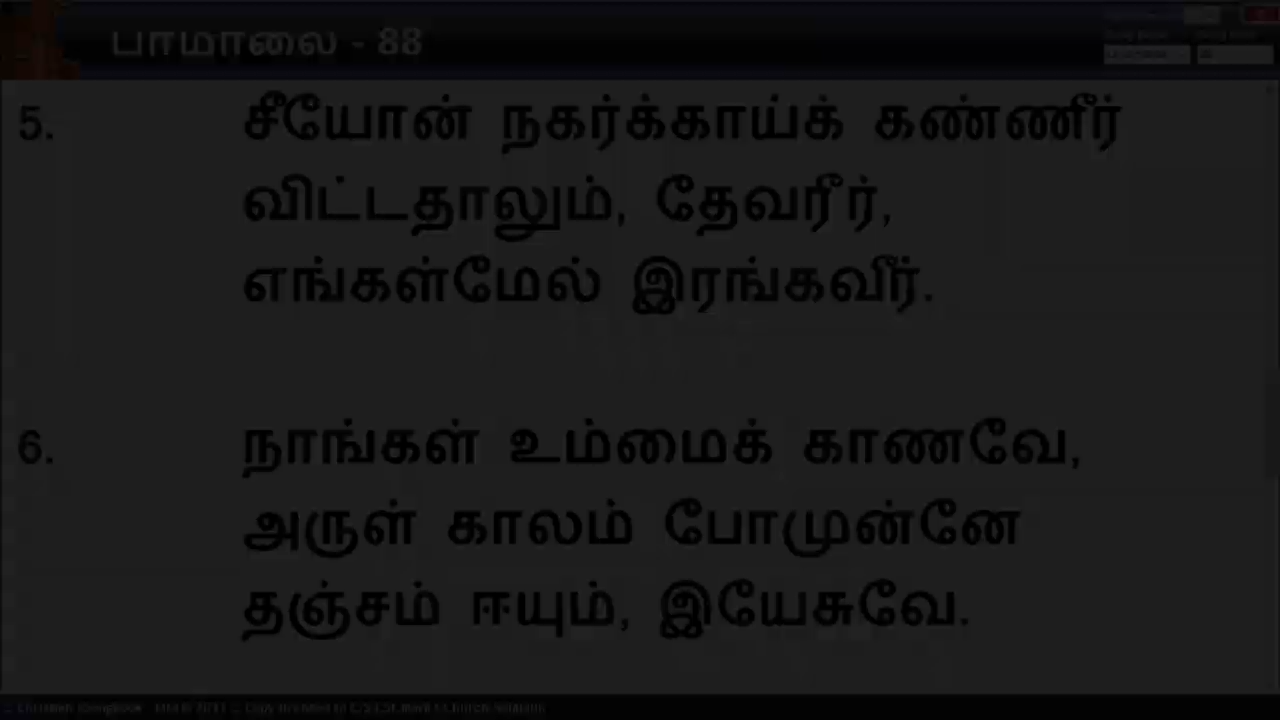 பாமாலை - 88
5. சீயோன் நகர்க்காய்க் கண்ணீர்
விட்டதாலும், தேவரீர்,
எங்கள்மேல் இரங்கவீர்.
6. நாங்கள் உம்மைக் காணவே,
அருள் காலம் போமுன்னே
தஞ்சம் ஈயும், இயேசுவே.